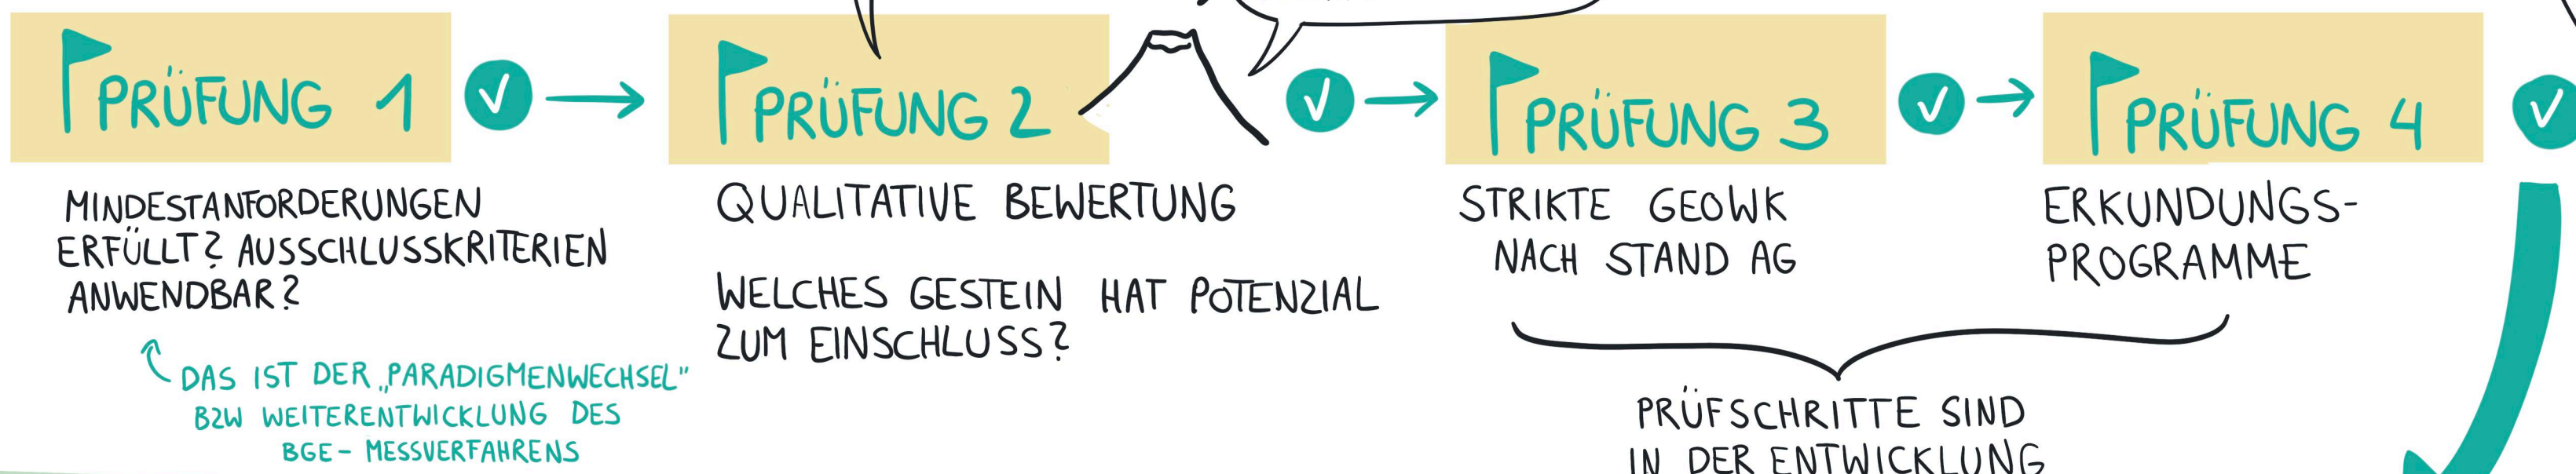 PRÜFUNG 1
MINDESTANFORDERUNGEN
ERFÜLLT? AUSSCHLUSSKRITERIEN
ANWENDBAR?
DAS IST DER „PARADIGMENWECHSEL"
BZW WEITERENTWICKLUNG DES
BGE - MESSVERFAHRENS
PRÜFUNG 2
QUALITATIVE BEWERTUNG
WELCHES GESTEIN HAT POTENZIAL
ZUM EINSCHLUSS?
PRÜFUNG 3
STRIKTE GEOWK
NACH STAND AG
PRÜFUNG 4
ERKUNDUNGS-
PROGRAMME
PRÜFSCHRITTE SIND
IN DER ENTWICKLUNG